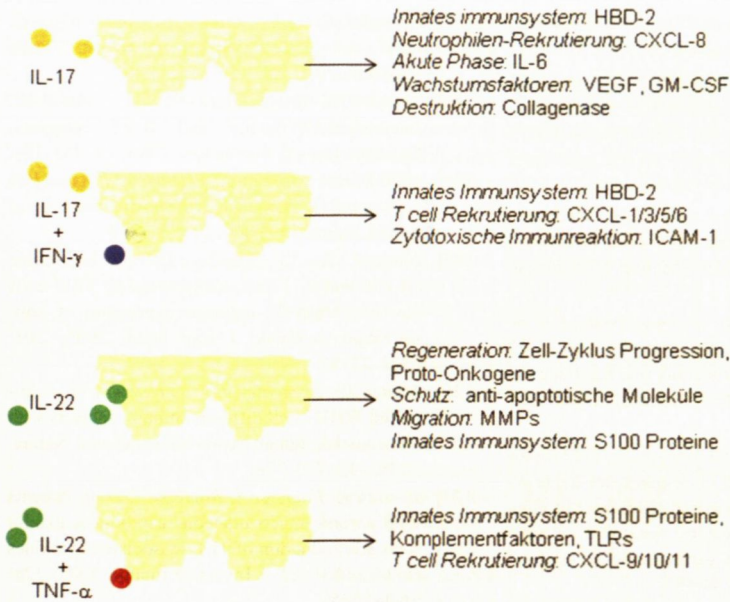 IL-17
Innates immunsystem: HBD-2
Neutrophilen-Rekrutierung: CXCL-8
Akute Phase: IL-6
Wachstumsfaktoren: VEGF, GM-CSF
Destruktion: Collagenase
IL-17
+
IFN-γ
Innates Immunsystem: HBD-2
T cell Rekrutierung: CXCL-1/3/5/6
Zytotoxische Immunreaktion: ICAM-1
IL-22
Regeneration: Zell-Zyklus Progression,
Proto-Onkogene
Schutz: anti-apoptotische Moleküle
Migration: MMPs
Innates Immunsystem: S100 Proteine
IL-22
+
TNF-α
Innates Immunsystem: S100 Proteine,
Komplementfaktoren, TLRs
T cell Rekrutierung: CXCL-9/10/11